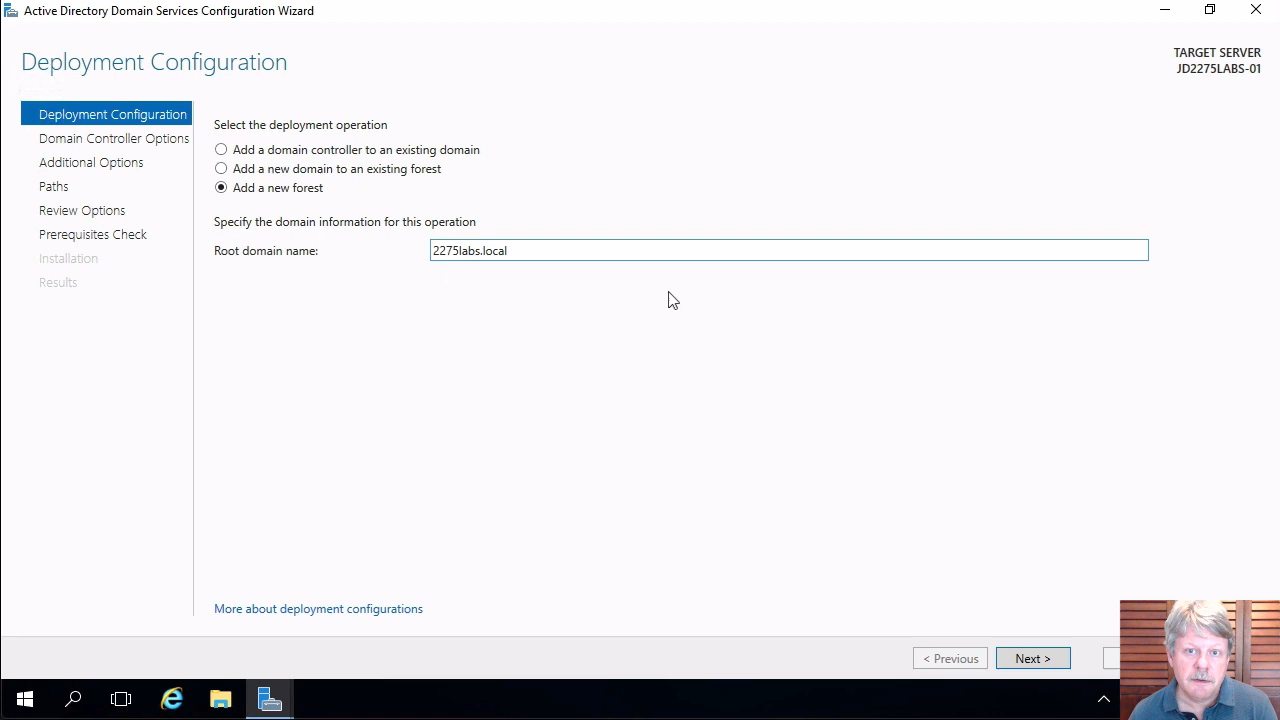 Active Directory Domain Services Configuration Wizard
Deployment Configuration
TARGET SERVER
JD2275LABS-01
Deployment Configuration
Domain Controller Options
Additional Options
Paths
Review Options
Prerequisites Check
Installation
Results
Select the deployment operation
Add a domain controller to an existing domain
Add a new domain to an existing forest
Add a new forest
Specify the domain information for this operation
Root domain name:
2275labs.local
More about deployment configurations
< Previous
Next >